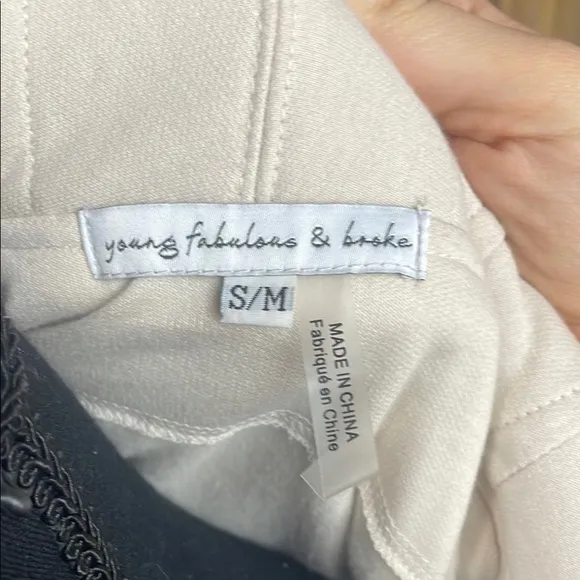 young fabulous & broke
S/M
MADE IN CHINA
Fabriqué en Chine